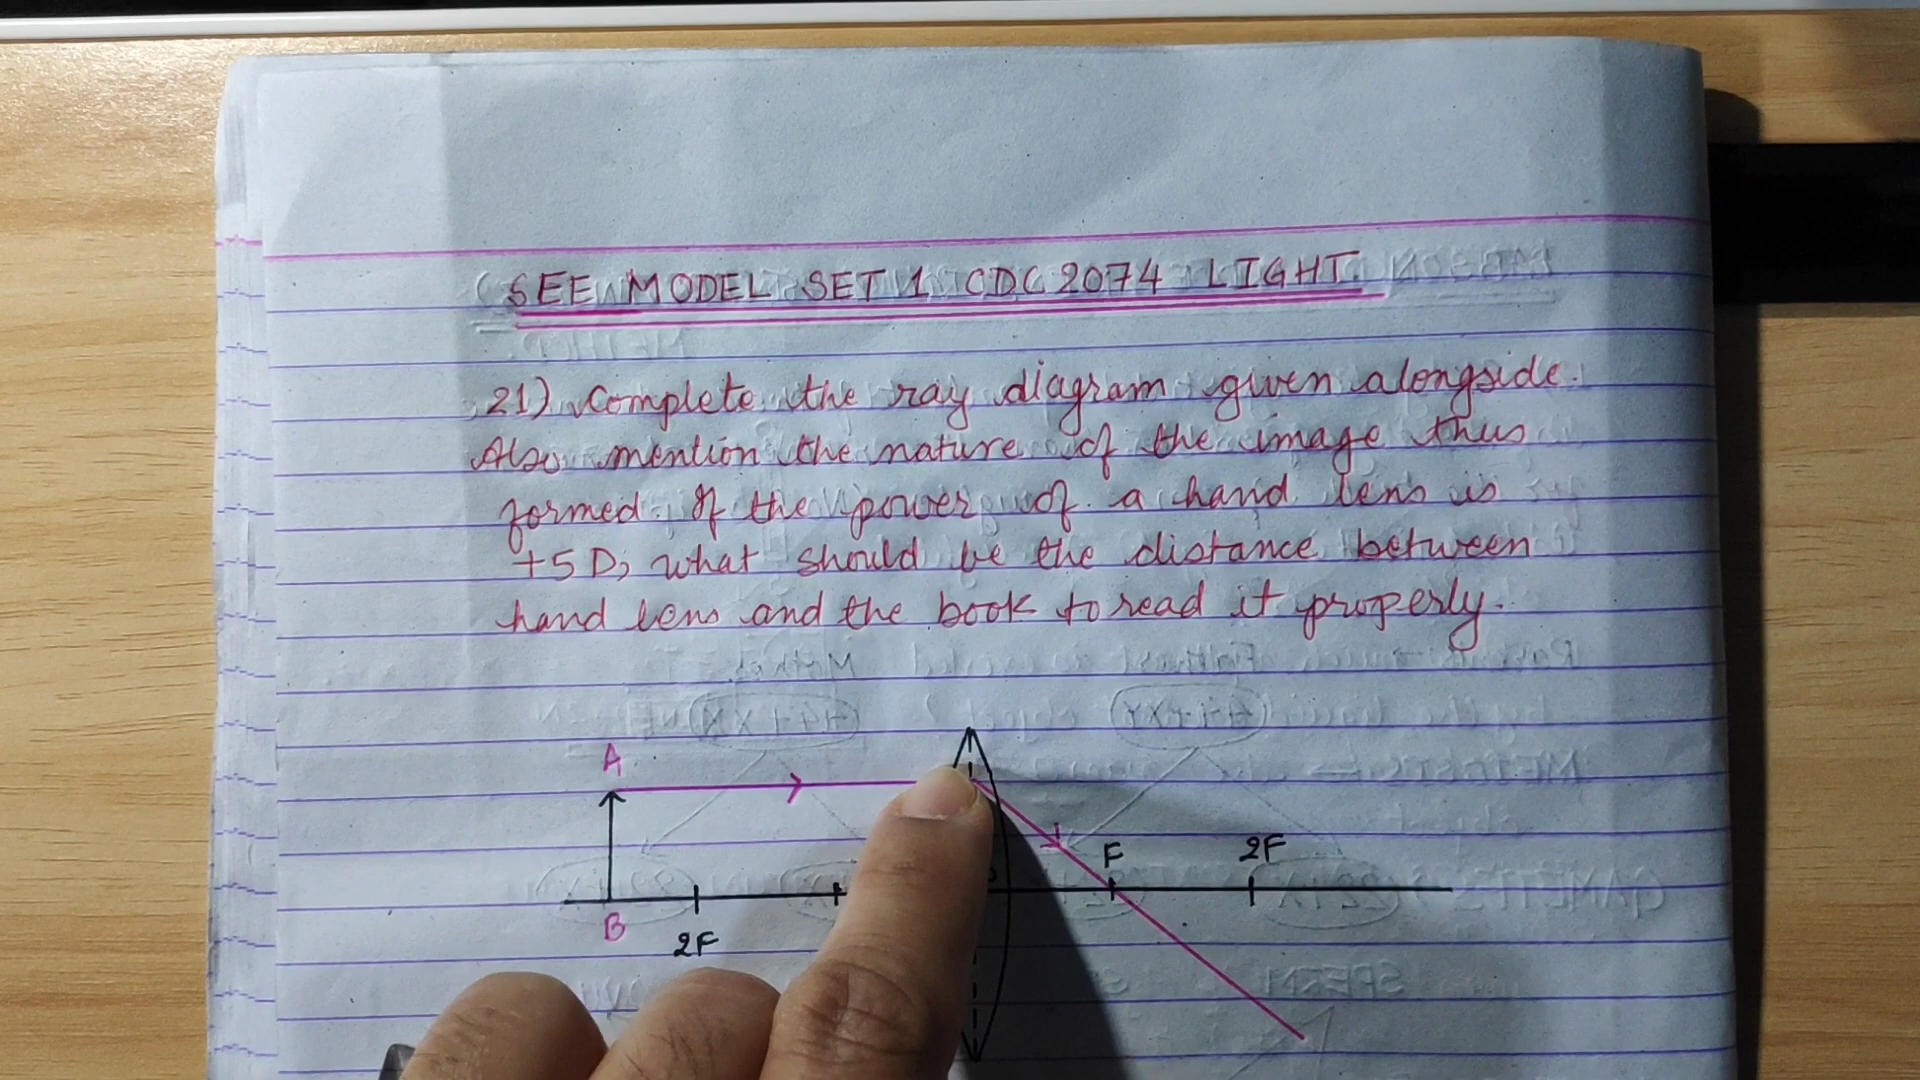 SEE MODEL SET 1 CDC 2074 LIGHT.
21) Complete the ray diagram given alongside.
Also mention the nature of the image thus
formed. If the power of a hand lens is
+5 D, what should be the distance between
hand lens and the book to read it properly.
A
F
2F
B
2F